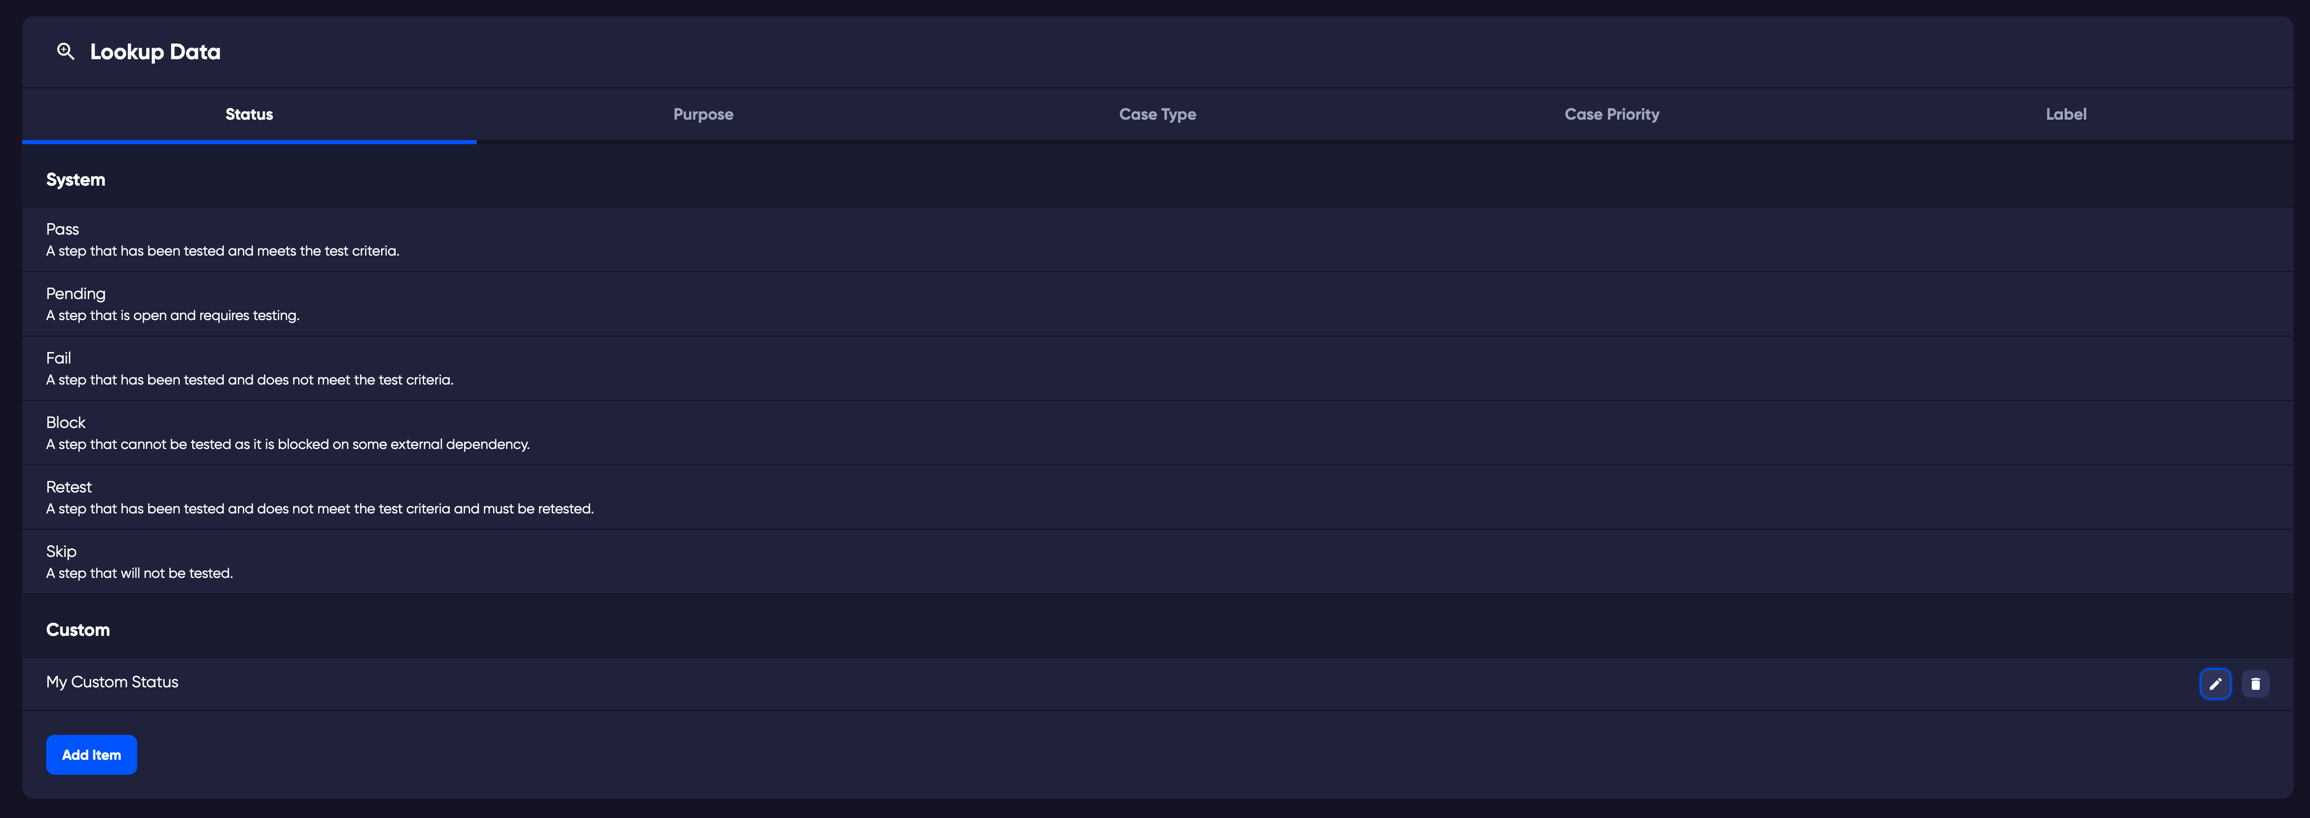 Lookup Data
Status
Purpose
Case Type
Case Priority
Label
System
Pass
A step that has been tested and meets the test criteria.
Pending
A step that is open and requires testing.
Fail
A step that has been tested and does not meet the test criteria.
Block
A step that cannot be tested as it is blocked on some external dependency.
Retest
A step that has been tested and does not meet the test criteria and must be retested.
Skip
A step that will not be tested.
Custom
My Custom Status
Add Item